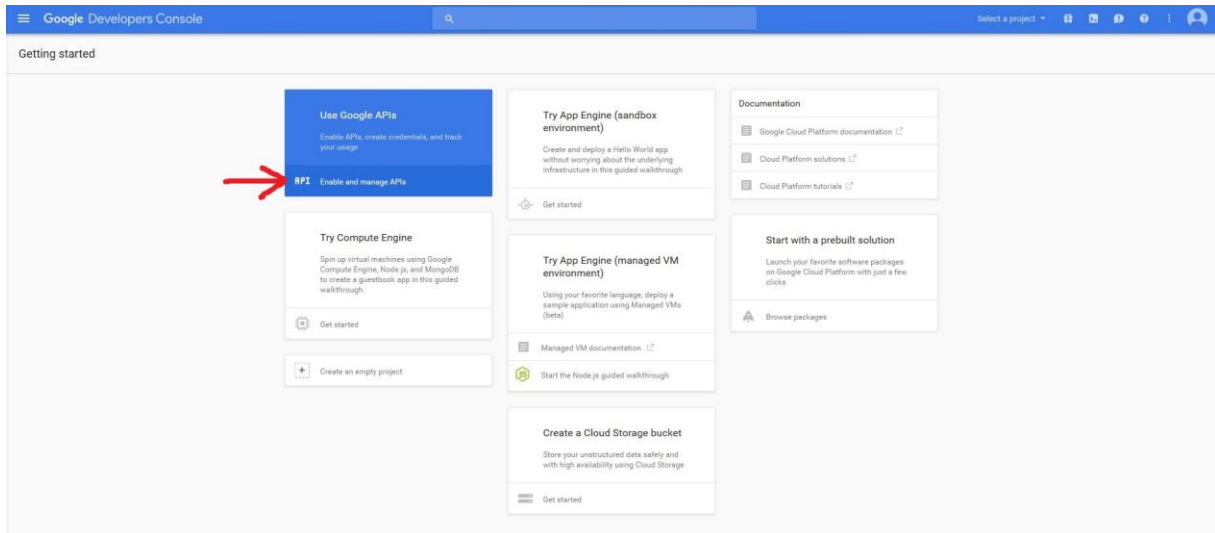 Google Developers Console
Select a project
Getting started
Use Google APIs
Enable APIs, create credentials, and track
your usage
API Enable and manage APIs
Try Compute Engine
Spin up virtual machines using Google
Compute Engine, Node.js, and MongoDB
to create a guestbook app in this guided
walkthrough.
Get started
Create an empty project
Try App Engine (sandbox
environment)
Create and deploy a Hello World app
without worrying about the underlying
infrastructure in this guided walkthrough
Get started
Try App Engine (managed VM
environment)
Using your favorite language, deploy a
sample application using Managed VMs
(beta)
Managed VM documentation
JS Start the Node.js guided walkthrough
Create a Cloud Storage bucket
Store your unstructured data safely and
with high availability using Cloud Storage
Get started
Documentation
Google Cloud Platform documentation
Cloud Platform solutions
Cloud Platform tutorials
Start with a prebuilt solution
Launch your favorite software packages
on Google Cloud Platform with just a few
clicks
Browse packages